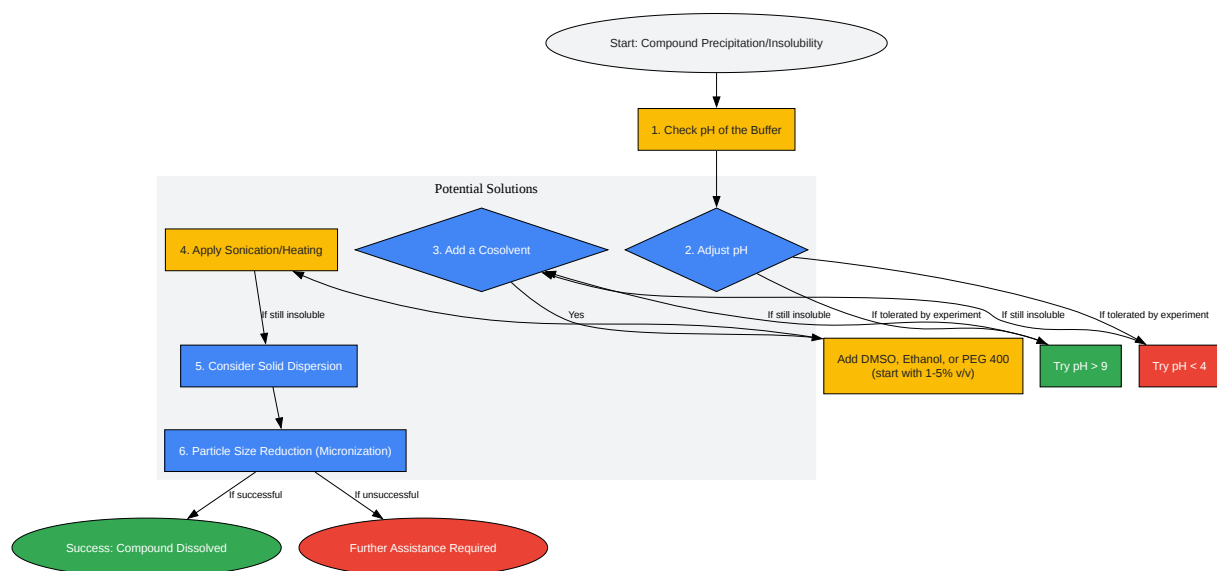 Start: Compound Precipitation/Insolubility
1. Check pH of the Buffer
Potential Solutions
4. Apply Sonication/Heating
3. Add a Cosolvent
2. Adjust pH
If still insoluble
Yes
If still insoluble
If tolerated by experiment
If still insoluble
If tolerated by experiment
5. Consider Solid Dispersion
Add DMSO, Ethanol, or PEG 400
(start with 1-5% v/v)
Try pH > 9
Try pH < 4
6. Particle Size Reduction (Micronization)
If successful
If unsuccessful
Success: Compound Dissolved
Further Assistance Required